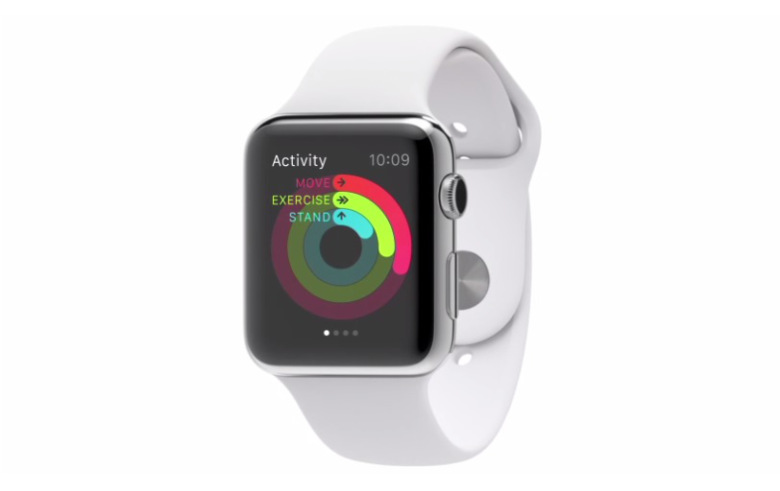 Activity 10:09
MOVE
EXERCISE
STAND